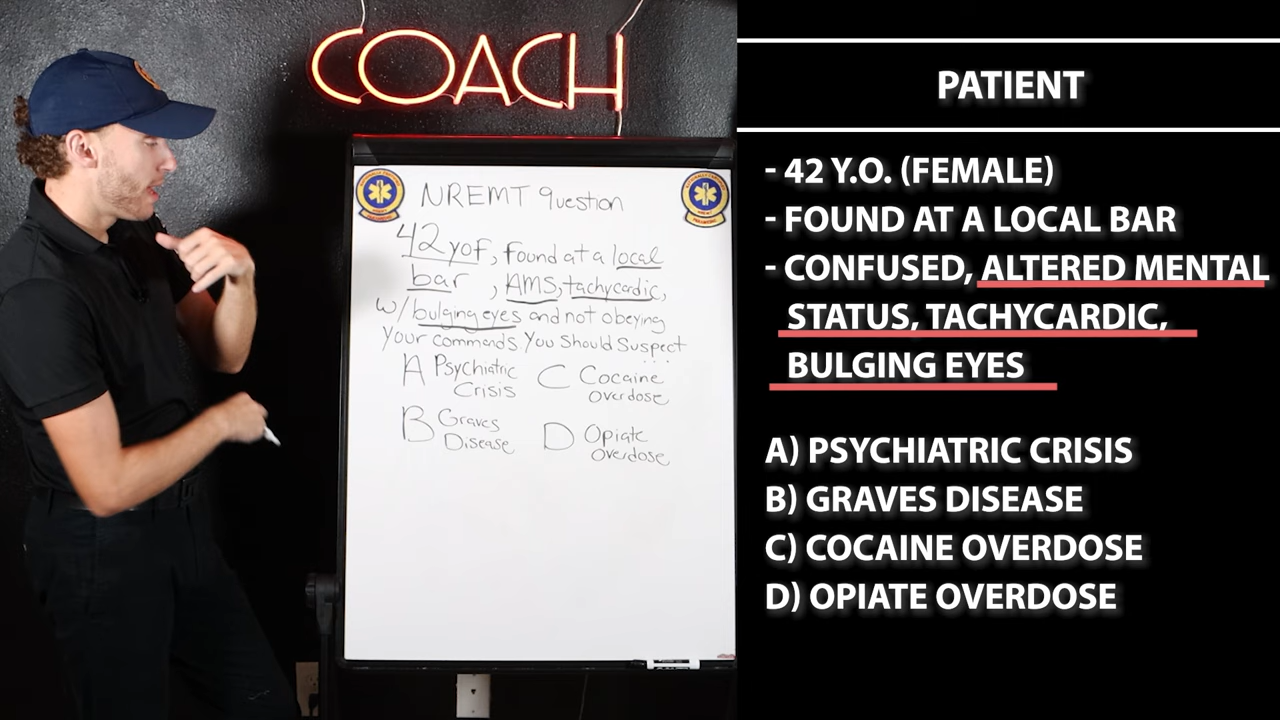 COACH
NREMT Question
42 yof, found at a local
bar , AMS, tachycardic,
w/ bulging eyes and not obeying
your commands. You should suspect
...
A Psychiatric
Crisis
C Cocaine
Overdose
B Graves
Disease
D Opiate
Overdose
PATIENT
- 42 Y.O. (FEMALE)
- FOUND AT A LOCAL BAR
- CONFUSED, ALTERED MENTAL
STATUS, TACHYCARDIC,
BULGING EYES
A) PSYCHIATRIC CRISIS
B) GRAVES DISEASE
C) COCAINE OVERDOSE
D) OPIATE OVERDOSE